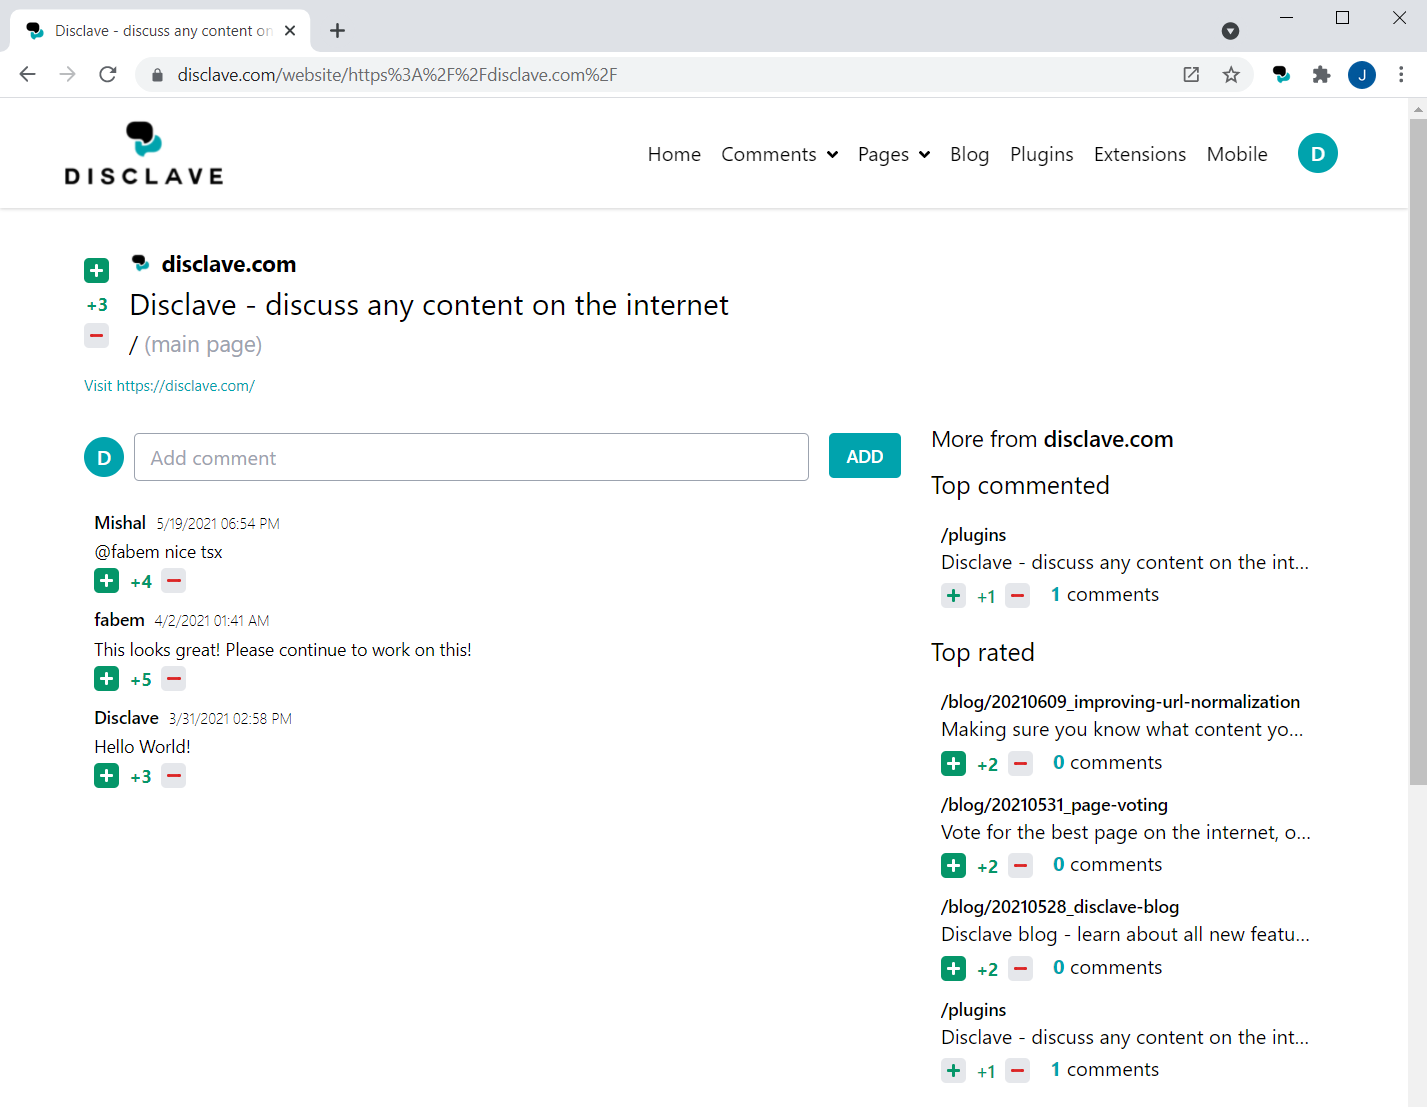 Disclave - discuss any content on
disclave.com/website/https%3A%2F%2Fdisclave.com%2F
J
DISCLAVE
Home Comments Pages Blog Plugins Extensions Mobile D
disclave.com
+3
Disclave - discuss any content on the internet
/ (main page)
Visit https://disclave.com/
D Add comment ADD
Mishal 5/19/2021 06:54 PM
@fabem nice tsx
+4
fabem 4/2/2021 01:41 AM
This looks great! Please continue to work on this!
+5
Disclave 3/31/2021 02:58 PM
Hello World!
+3
More from disclave.com
Top commented
/plugins
Disclave - discuss any content on the int...
+1 1 comments
Top rated
/blog/20210609_improving-url-normalization
Making sure you know what content yo...
+2 0 comments
/blog/20210531_page-voting
Vote for the best page on the internet, o...
+2 0 comments
/blog/20210528_disclave-blog
Disclave blog - learn about all new featu...
+2 0 comments
/plugins
Disclave - discuss any content on the int...
+1 1 comments